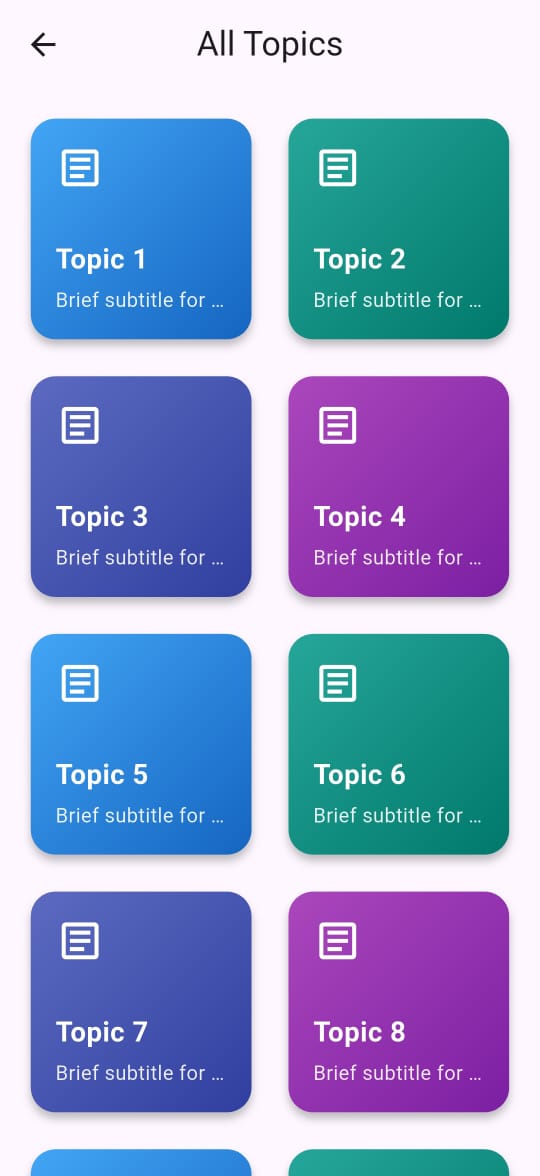 All Topics
Topic 1
Brief subtitle for ...
Topic 2
Brief subtitle for ...
Topic 3
Brief subtitle for ...
Topic 4
Brief subtitle for ...
Topic 5
Brief subtitle for ...
Topic 6
Brief subtitle for ...
Topic 7
Brief subtitle for ...
Topic 8
Brief subtitle for ...